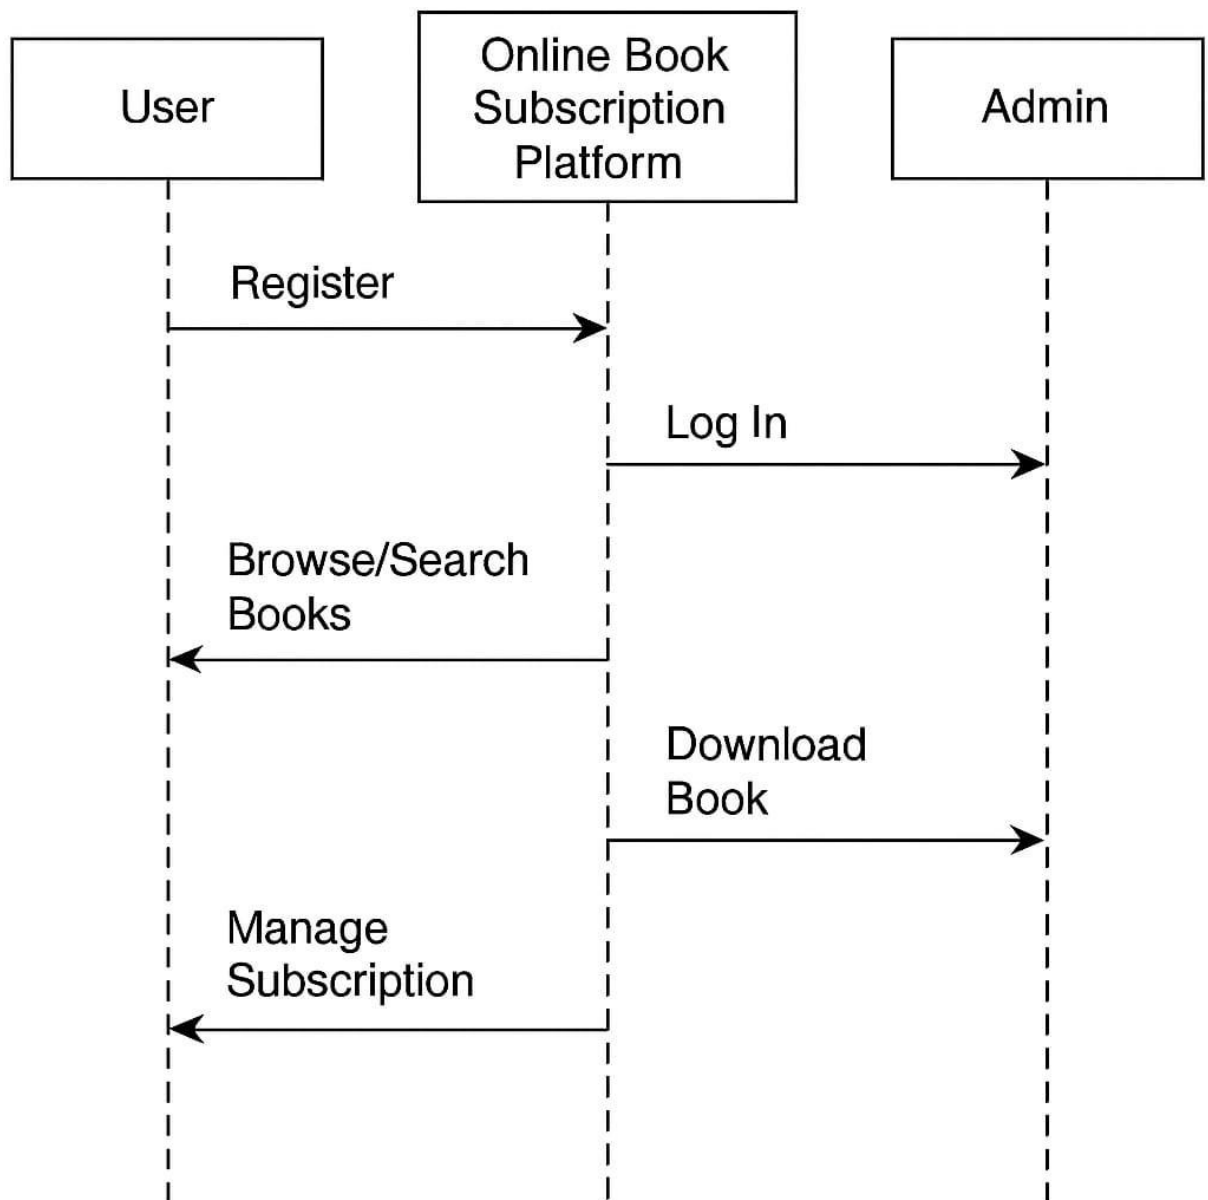 User
Online Book
Subscription
Platform
Admin
Register
Log In
Browse/Search
Books
Download
Book
Manage
Subscription